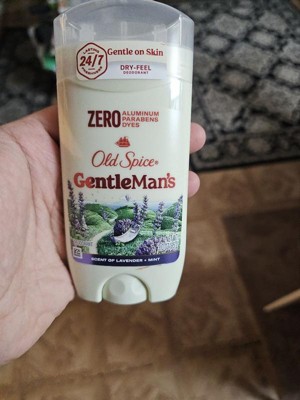 24/7
Gentle on Skin
DRY-FEEL
DEODORANT
ZERO
ALUMINUM
PARABENS
DYES
Old Spice®
GentleMan's
SCENT OF LAVENDER + MINT